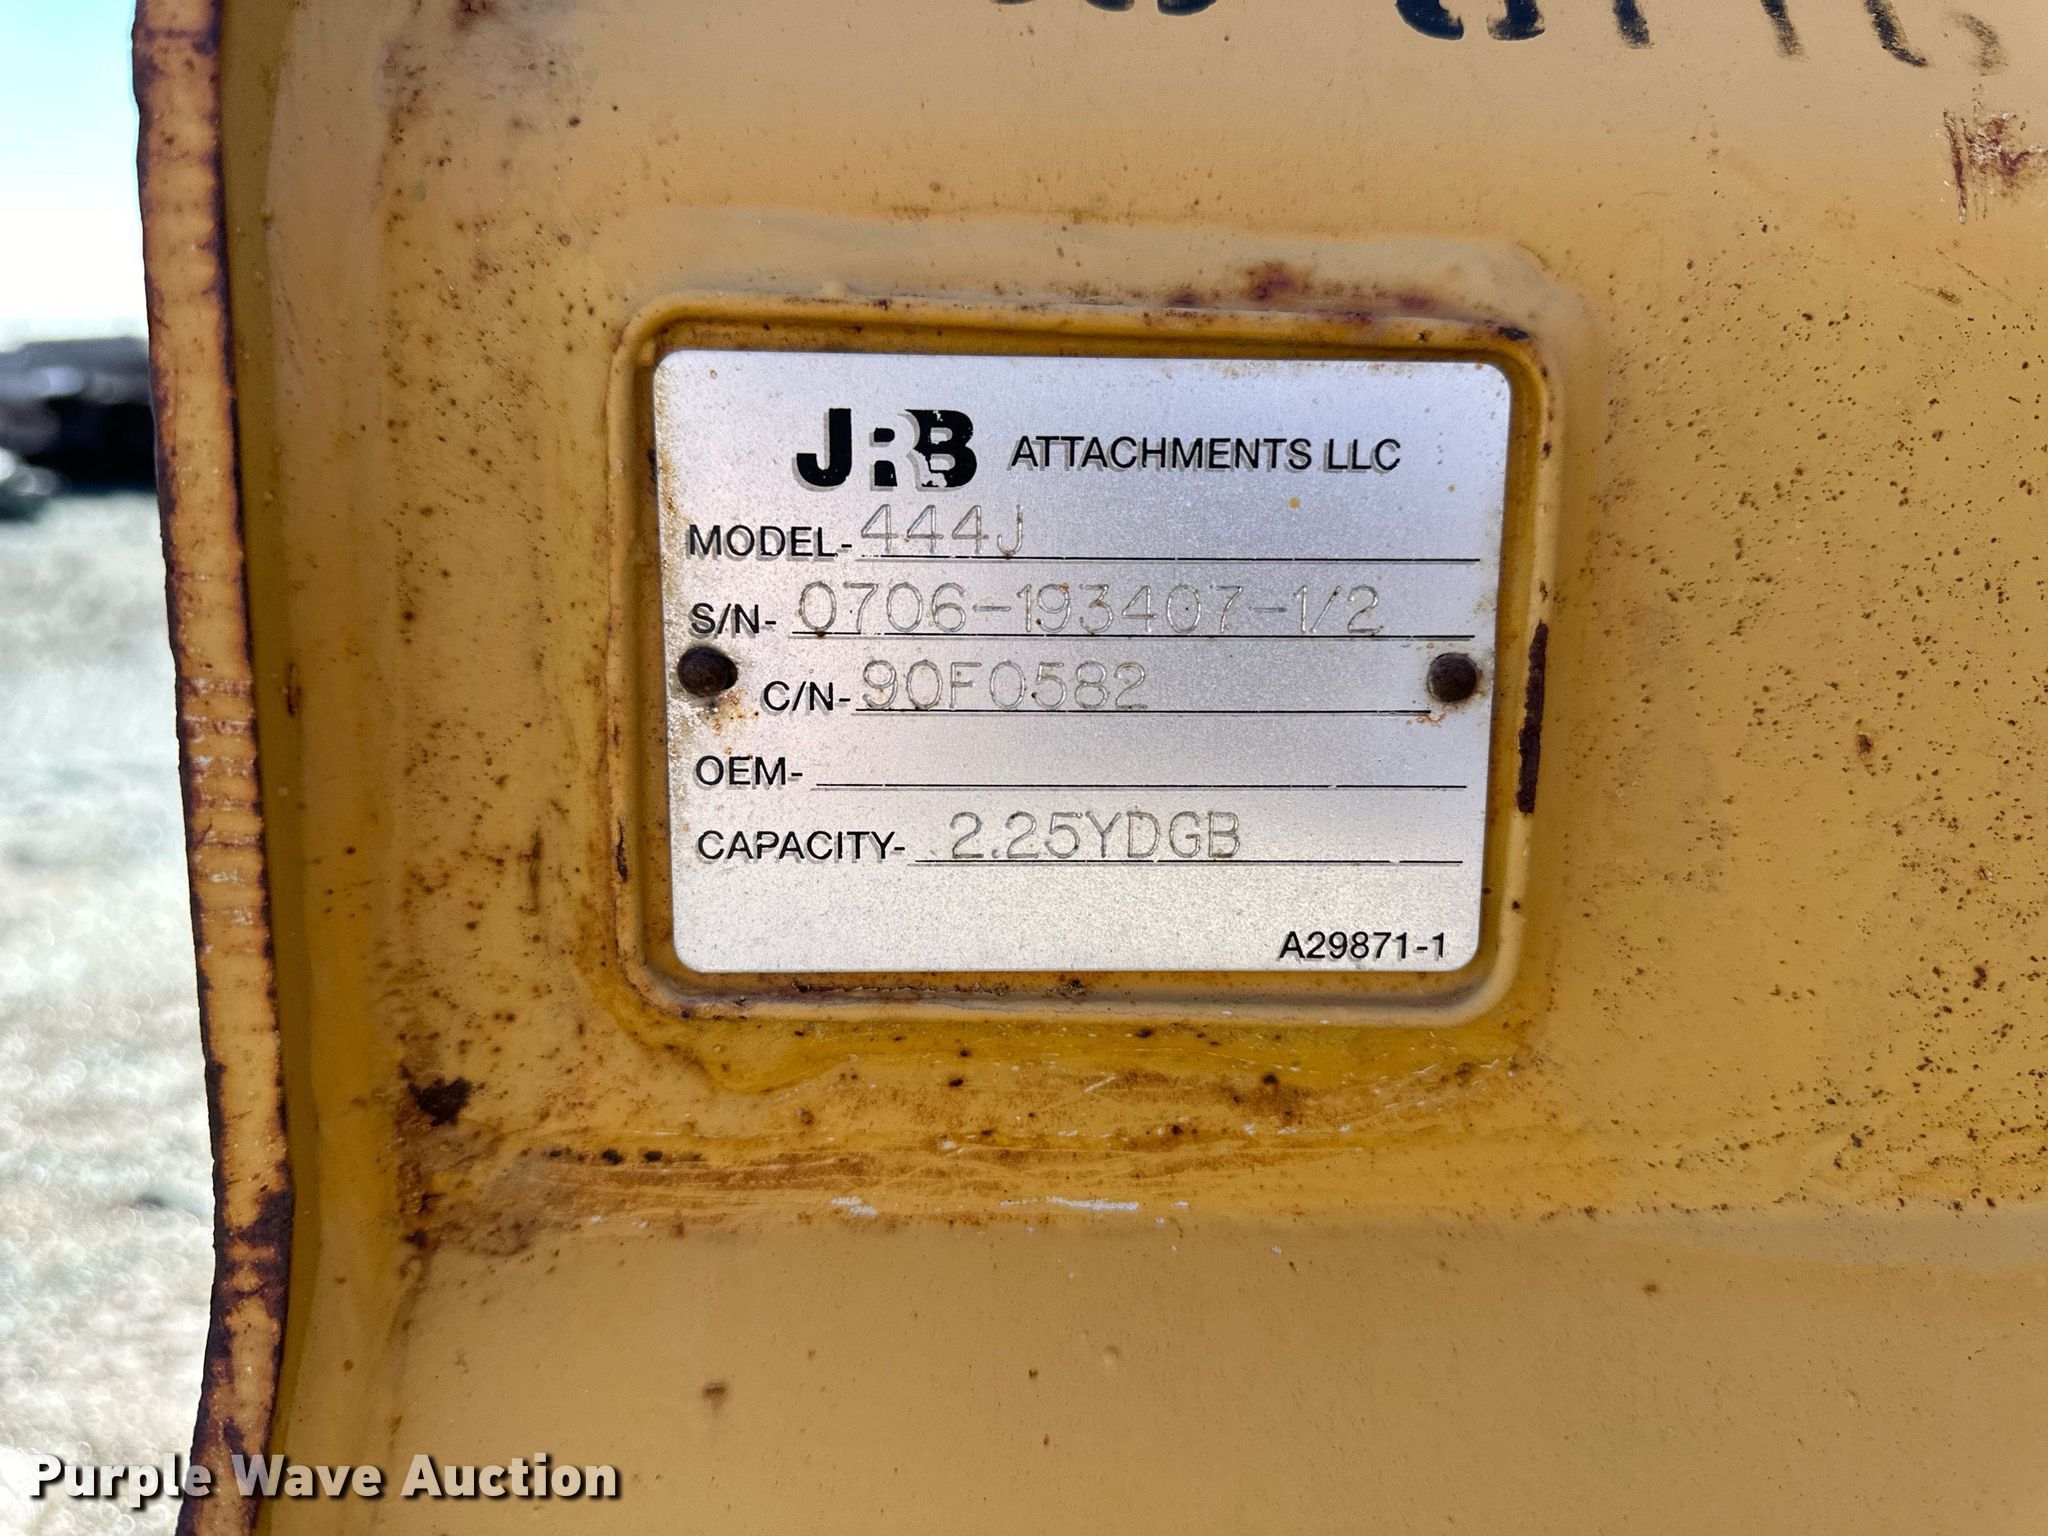 JRB ATTACHMENTS LLC
MODEL- 444J
S/N- 0706-193407-1/2
C/N- 90F0582
OEM-
CAPACITY- 2.25YDGB
A29871-1
Purple Wave Auction